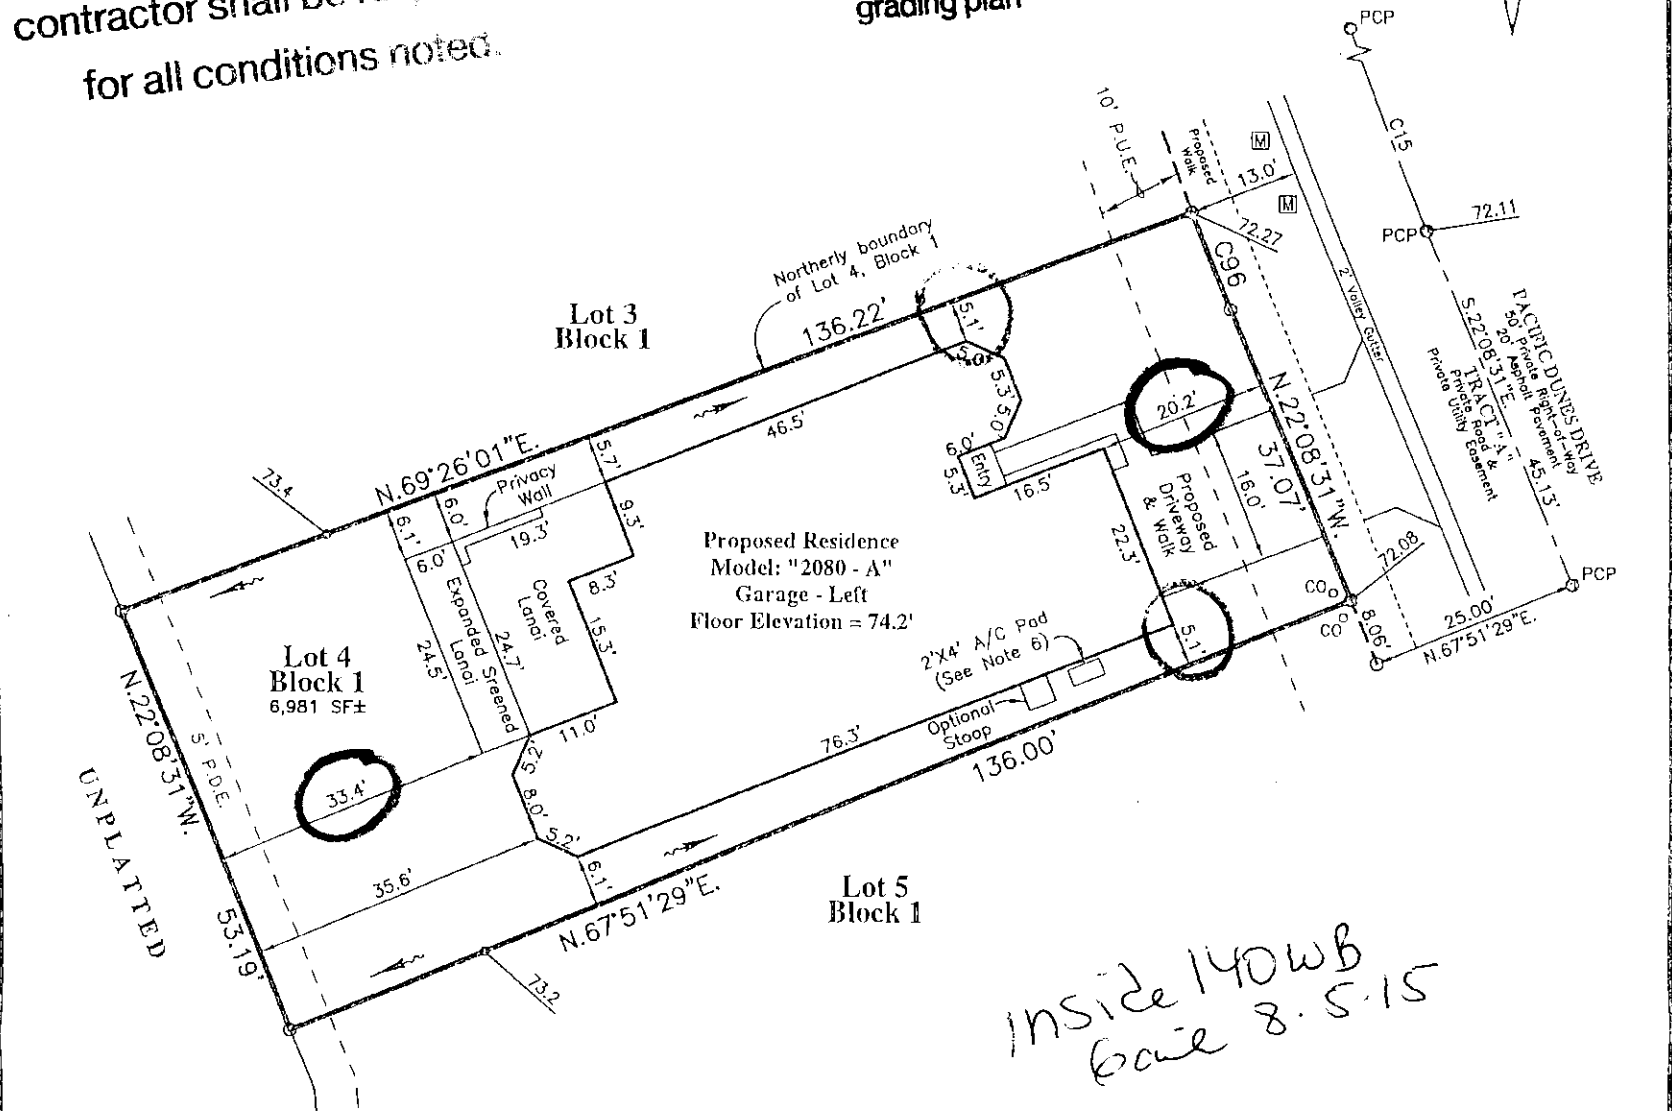 contractor shall be
for all conditions noted.
grading plan
PCP
C15
PCP
72.11
10' P.U.E.
Proposed
Walk
M
13.0'
M
72.27
C96
2' Valley Gutter
S.22°08'31"E.
45.13'
PACIFIC DUNES DRIVE
50' Private Right-of-Way
20' Asphalt Pavement
TRACT "A"
Private Road &
Private Utility Easement
PCP
Northerly boundary
of Lot 4, Block 1
Lot 3
Block 1
136.22'
5.1'
5.0'
5.3'
5.0'
6.0'
5.3'
Entry
16.5'
20.2'
N.22°08'31"W.
37.07'
16.0'
Proposed
Driveway
& Walk
22.3'
46.5'
N.69°26'01"E.
73.4
5.7'
Privacy
Wall
6.0'
6.1'
6.0'
19.3'
9.3'
8.3'
15.3'
Covered
Lanai
Expanded Sreened
Lanai
24.7'
24.5'
11.0'
Proposed Residence
Model: "2080 - A"
Garage - Left
Floor Elevation = 74.2'
Lot 4
Block 1
6,981 SF±
2'X4' A/C Pad
(See Note 6)
Optional
Stoop
5.1'
CO
CO
72.08
8.06'
25.00'
N.67°51'29"E.
76.3'
136.00'
5.2'
8.0'
5.2'
6.1'
33.4'
35.6'
5' P.D.E.
N.22°08'31"W.
53.19'
UNPLATTED
N.67°51'29"E.
73.2
Lot 5
Block 1
Inside 140WB
8.5.15